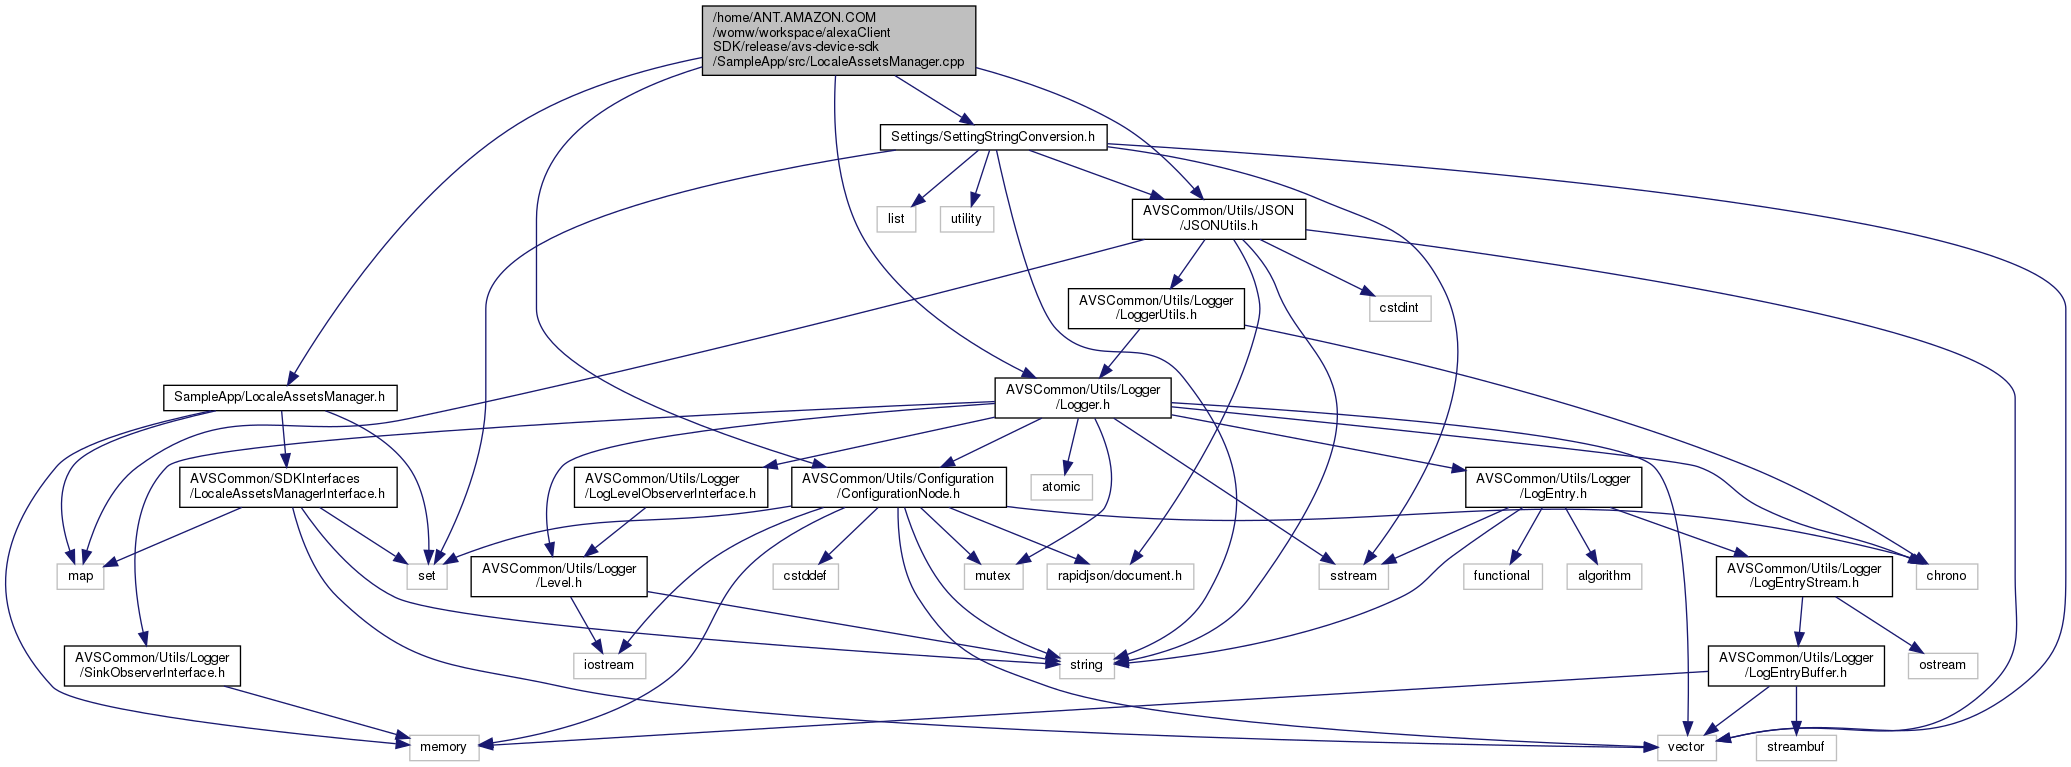 /home/ANT.AMAZON.COM
/womw/workspace/alexaClient
SDK/release/avs-device-sdk
/SampleApp/src/LocaleAssetsManager.cpp
Settings/SettingStringConversion.h
list
utility
AVSCommon/Utils/JSON
/JSONUtils.h
AVSCommon/Utils/Logger
/LoggerUtils.h
cstdint
SampleApp/LocaleAssetsManager.h
AVSCommon/Utils/Logger
/Logger.h
AVSCommon/SDKInterfaces
/LocaleAssetsManagerInterface.h
AVSCommon/Utils/Logger
/LogLevelObserverInterface.h
AVSCommon/Utils/Configuration
/ConfigurationNode.h
atomic
AVSCommon/Utils/Logger
/LogEntry.h
map
set
AVSCommon/Utils/Logger
/Level.h
cstddef
mutex
rapidjson/document.h
sstream
functional
algorithm
AVSCommon/Utils/Logger
/LogEntryStream.h
chrono
AVSCommon/Utils/Logger
/SinkObserverInterface.h
iostream
string
AVSCommon/Utils/Logger
/LogEntryBuffer.h
ostream
memory
vector
streambuf